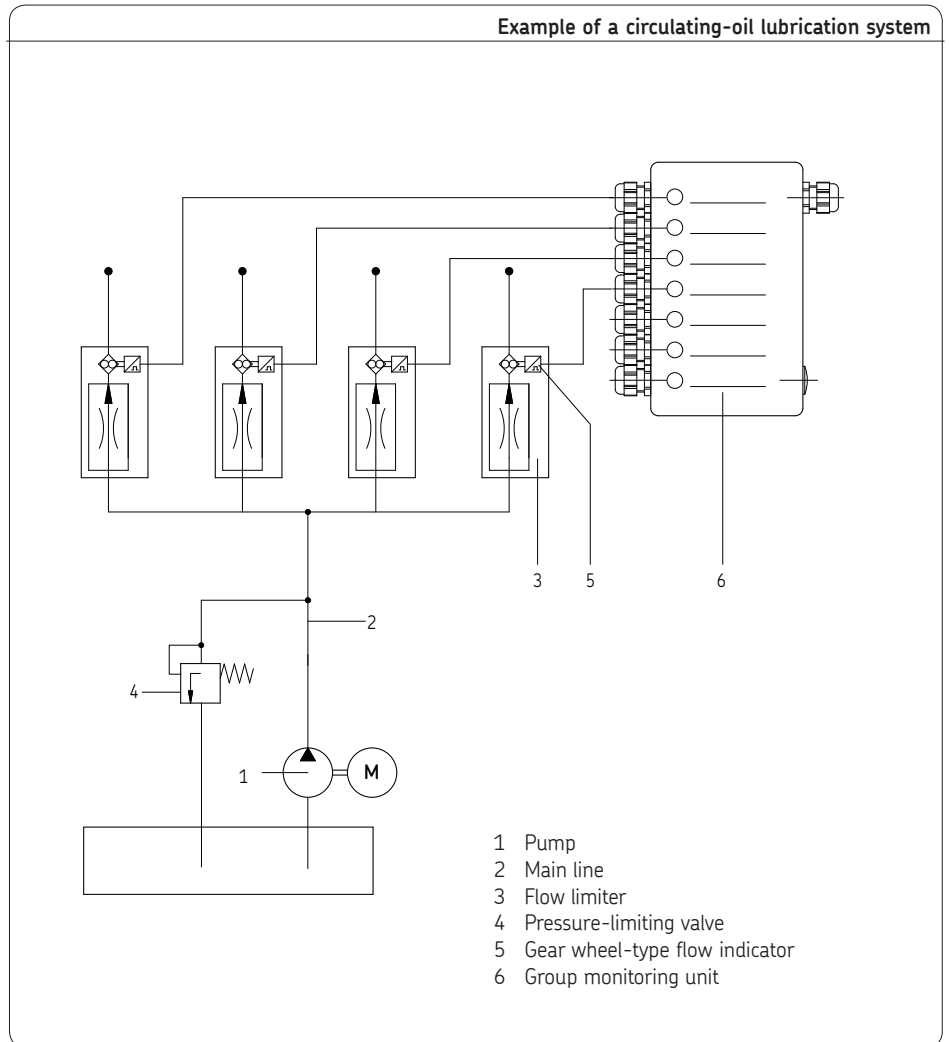 Example of a circulating-oil lubrication system
3
5
6
2
4
1
M
1 Pump
2 Main line
3 Flow limiter
4 Pressure-limiting valve
5 Gear wheel-type flow indicator
6 Group monitoring unit